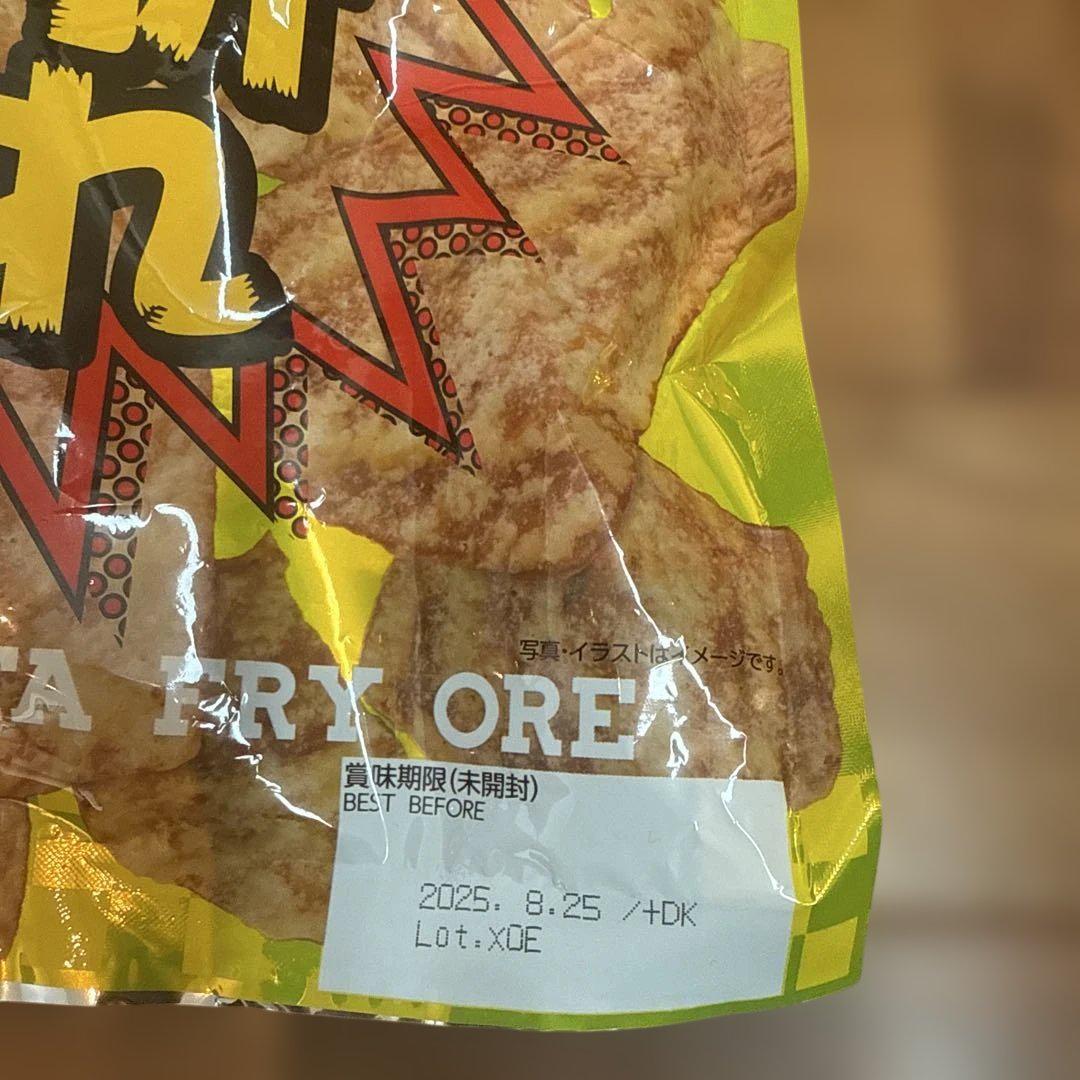 れ
写真・イラストはイメージです。
TA FRY ORE
賞味期限(未開封)
BEST BEFORE
2025. 8.25 /+DK
Lot.XOE